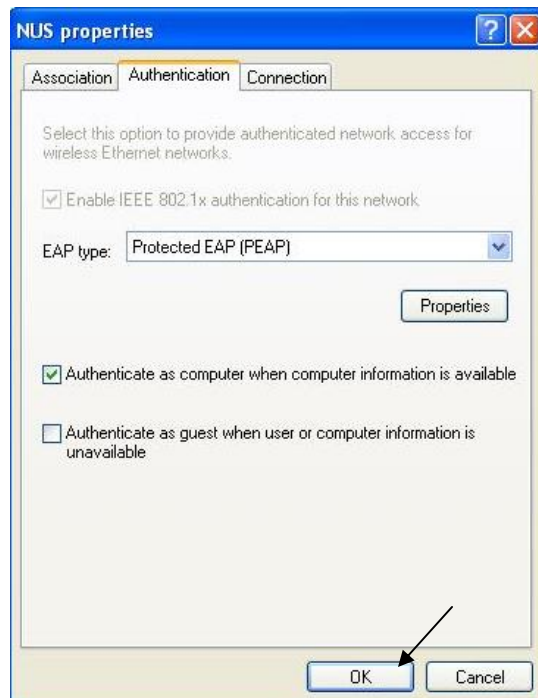 NUS properties
Association Authentication Connection
Select this option to provide authenticated network access for
wireless Ethernet networks.
Enable IEEE 802.1x authentication for this network
EAP type: Protected EAP (PEAP)
Properties
Authenticate as computer when computer information is available
Authenticate as guest when user or computer information is
unavailable
OK Cancel